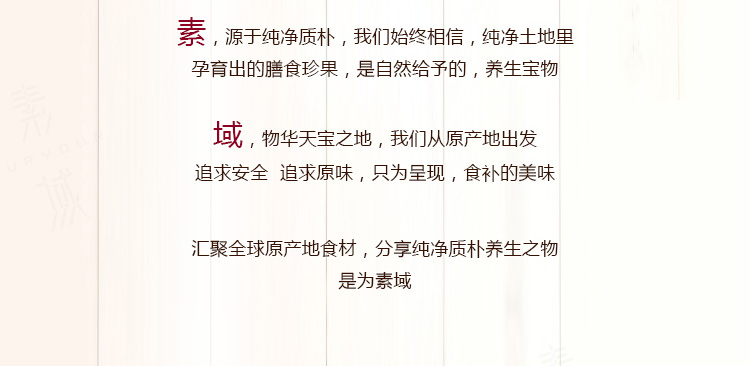 素，源于纯净质朴，我们始终相信，纯净土地里
孕育出的膳食珍果，是自然给予的，养生宝物
域，物华天宝之地，我们从原产地出发
追求安全  追求原味，只为呈现，食补的美味
汇聚全球原产地食材，分享纯净质朴养生之物
是为素域
素
域